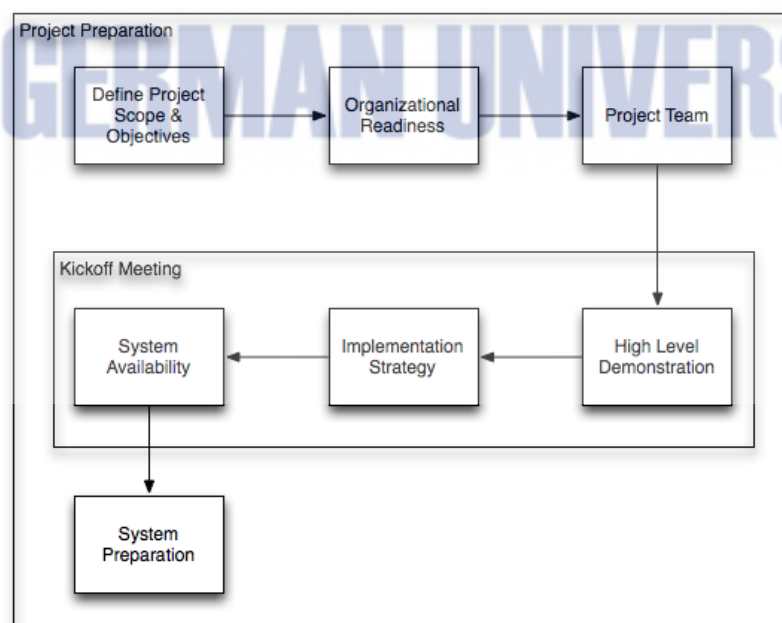 Project Preparation
GERMAN UNIVERS
Define Project
Scope &
Objectives
Organizational
Readiness
Project Team
Kickoff Meeting
System
Availability
Implementation
Strategy
High Level
Demonstration
System
Preparation